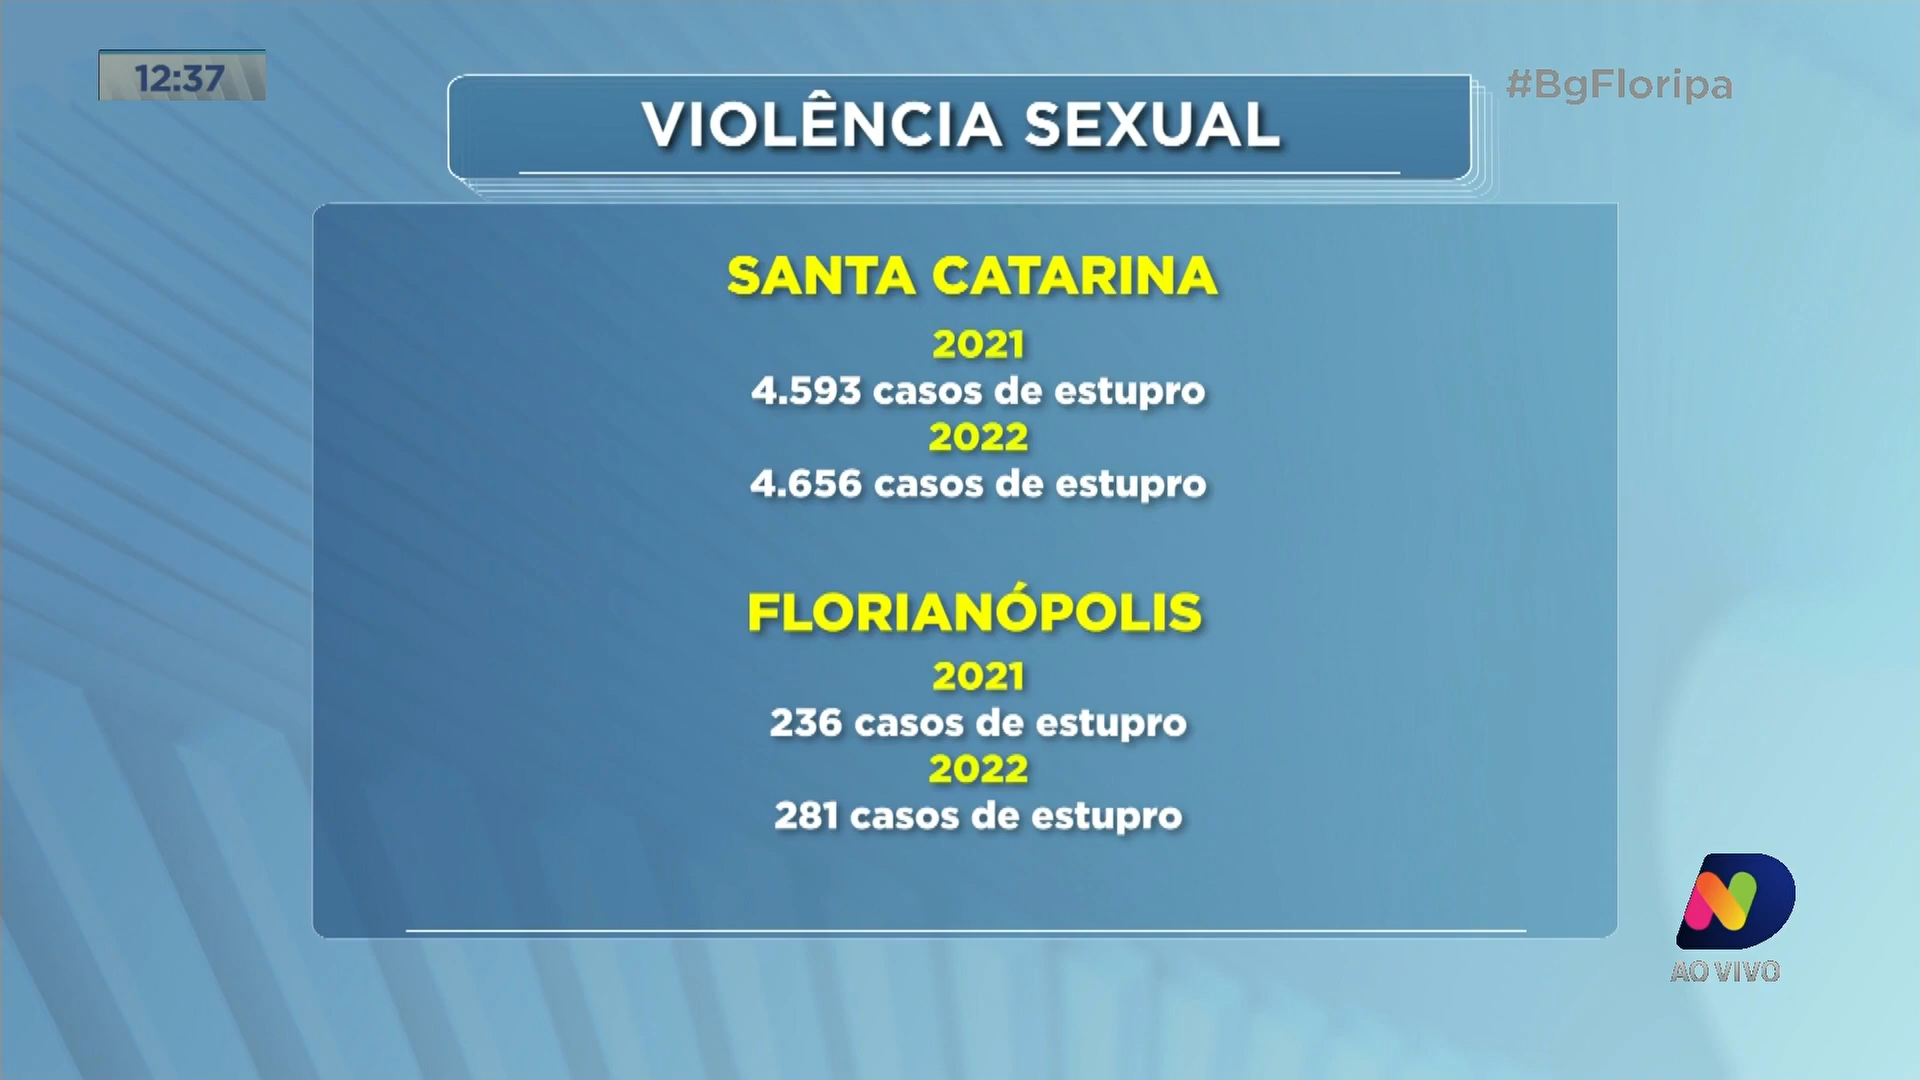 12:37
VIOLÊNCIA SEXUAL
#BgFloripa
SANTA CATARINA
2021
4.593 casos de estupro
2022
4.656 casos de estupro
FLORIANÓPOLIS
2021
236 casos de estupro
2022
281 casos de estupro
ND
AO VIVO